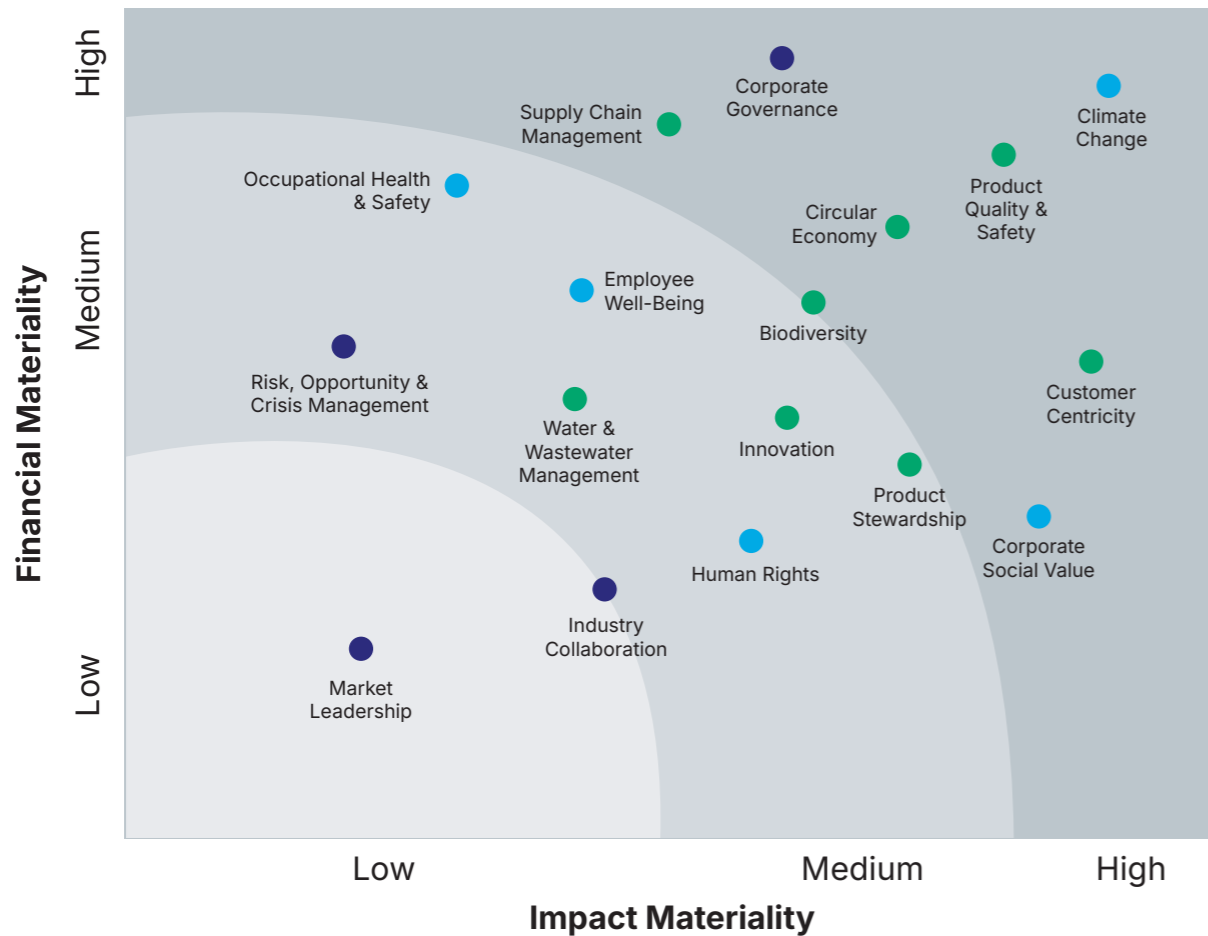 High
Medium
Low
Financial Materiality
Corporate
Governance
Climate
Change
Supply Chain
Management
Occupational Health
& Safety
Product
Quality &
Safety
Circular
Economy
Employee
Well-Being
Biodiversity
Risk, Opportunity &
Crisis Management
Customer
Centricity
Water &
Wastewater
Management
Innovation
Product
Stewardship
Corporate
Social Value
Human Rights
Industry
Collaboration
Market
Leadership
Low
Medium
High
Impact Materiality